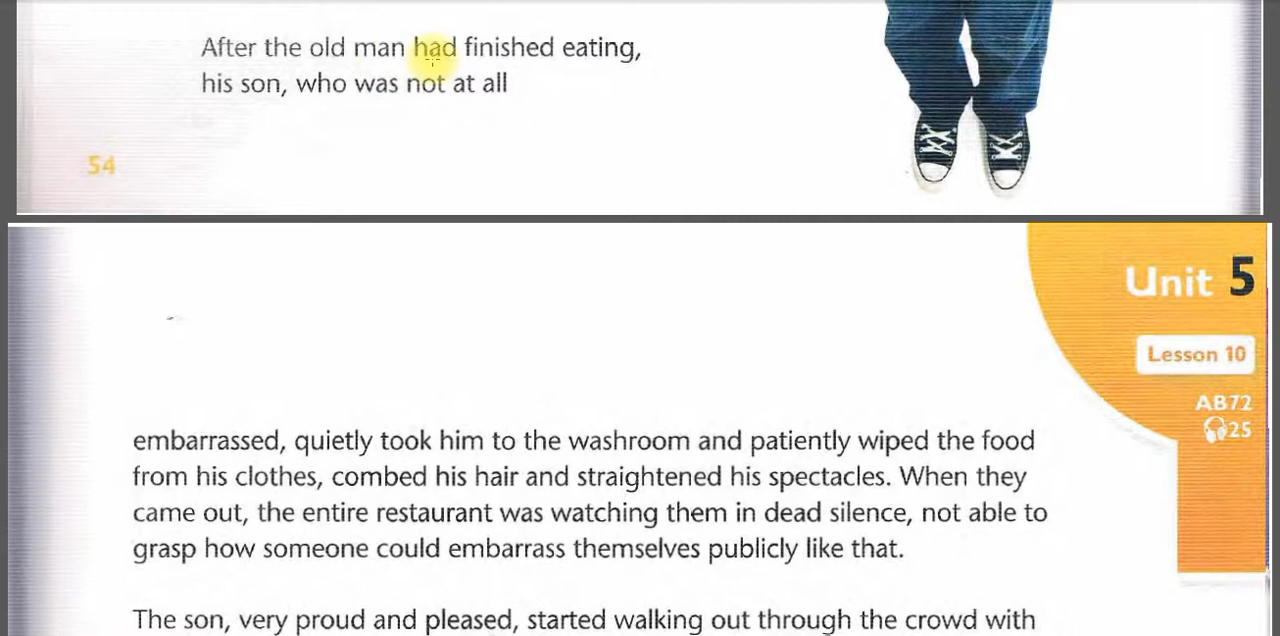 After the old man had finished eating,
his son, who was not at all
54
Unit 5
Lesson 10
AB72
25
embarrassed, quietly took him to the washroom and patiently wiped the food
from his clothes, combed his hair and straightened his spectacles. When they
came out, the entire restaurant was watching them in dead silence, not able to
grasp how someone could embarrass themselves publicly like that.
The son, very proud and pleased, started walking out through the crowd with